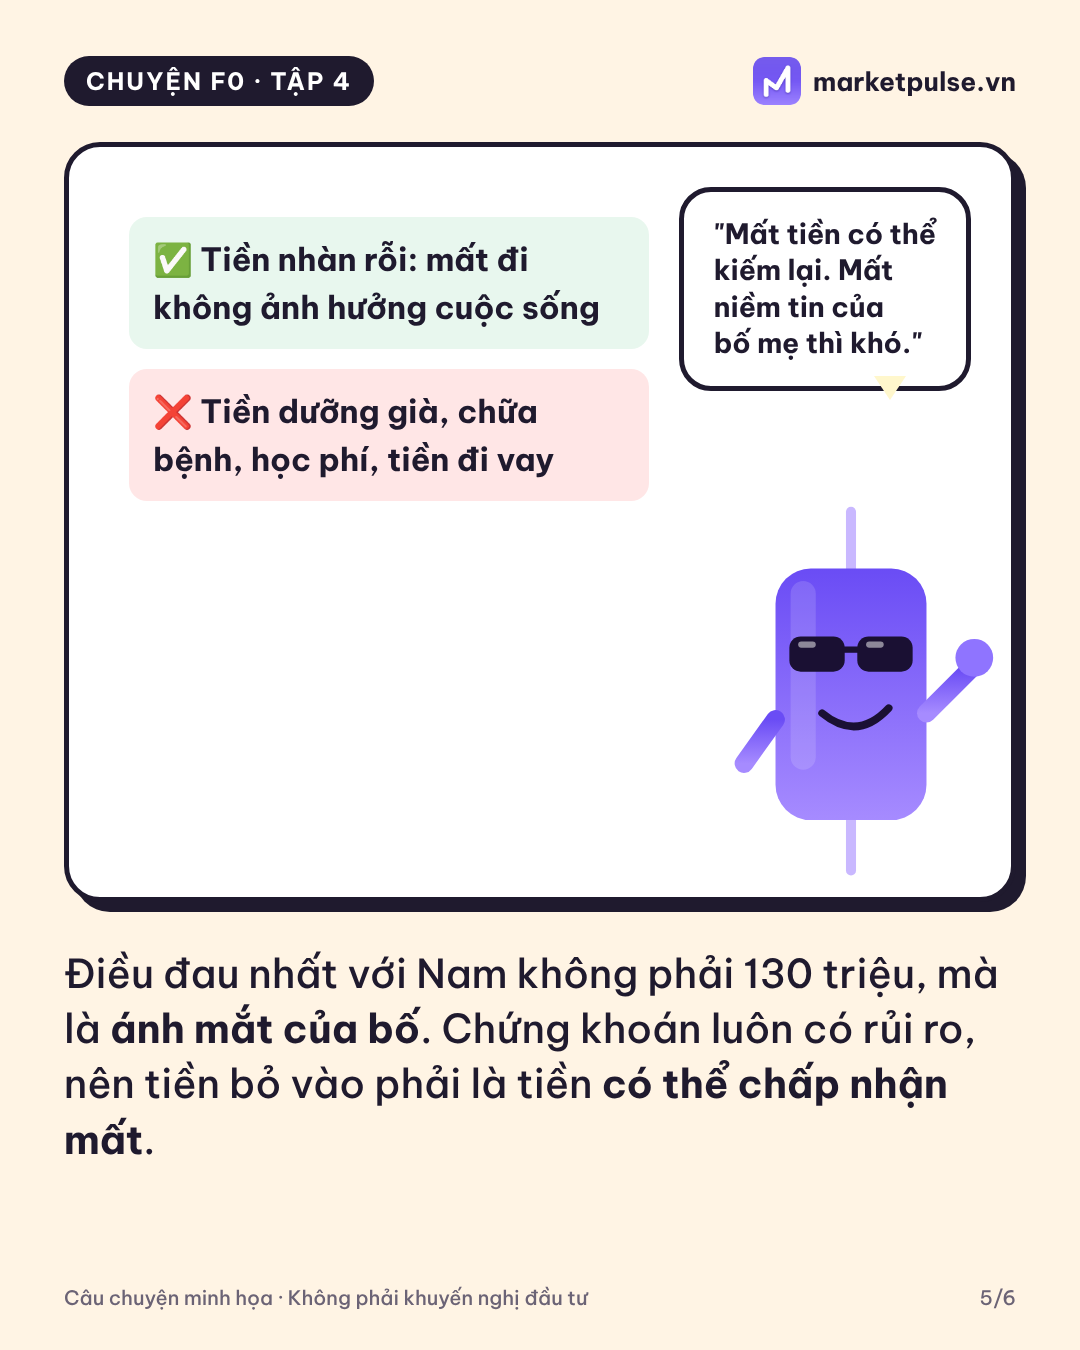 CHUYỆN F0 · TẬP 4
marketpulse.vn
✅ Tiền nhàn rỗi: mất đi
không ảnh hưởng cuộc sống
❌ Tiền dưỡng già, chữa
bệnh, học phí, tiền đi vay
"Mất tiền có thể
kiếm lại. Mất
niềm tin của
bố mẹ thì khó."
Điều đau nhất với Nam không phải 130 triệu, mà
là ánh mắt của bố. Chứng khoán luôn có rủi ro,
nên tiền bỏ vào phải là tiền có thể chấp nhận
mất.
Câu chuyện minh họa · Không phải khuyến nghị đầu tư
5/6